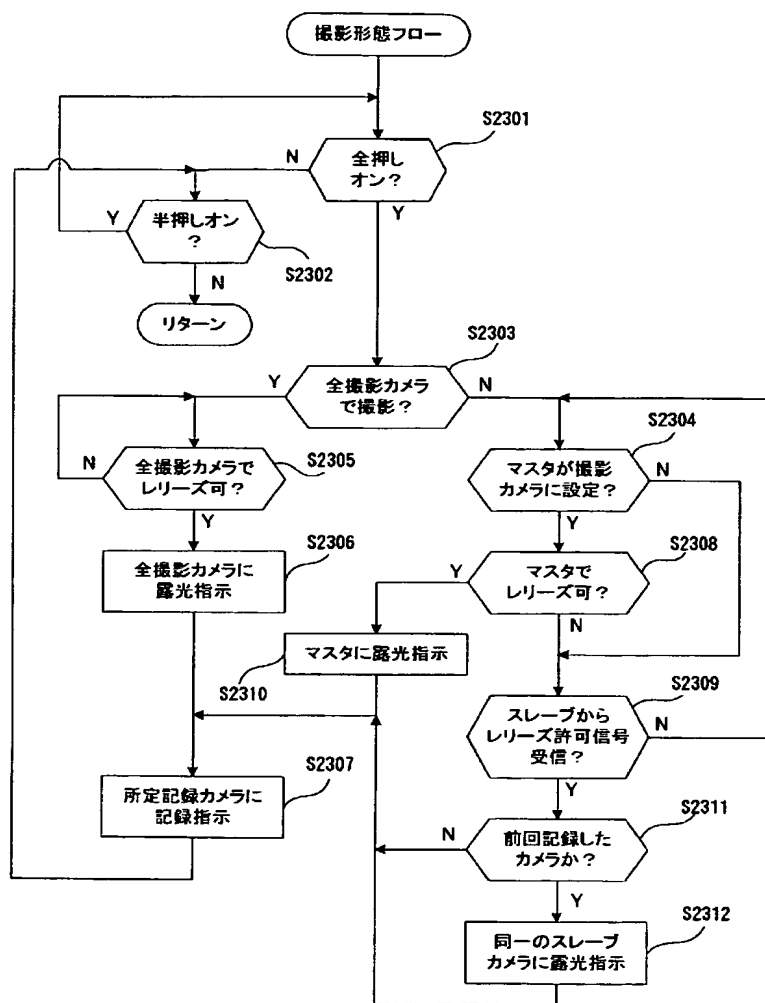 撮影形態フロー
S2301
全押し
オン？
N
Y
半押しオン
？
Y
S2302
N
リターン
S2303
全撮影カメラ
で撮影？
Y
N
S2304
マスタが撮影
カメラに設定？
N
Y
S2305
全撮影カメラで
レリーズ可？
N
Y
S2308
マスタで
レリーズ可？
Y
N
S2306
全撮影カメラに
露光指示
マスタに露光指示
S2310
S2309
スレーブから
レリーズ許可信号
受信？
N
Y
S2307
所定記録カメラに
記録指示
S2311
前回記録した
カメラか？
N
Y
S2312
同一のスレーブ
カメラに露光指示